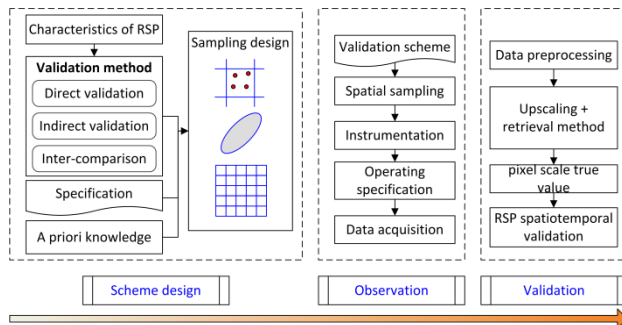 Characteristics of RSP
Validation method
Direct validation
Indirect validation
Inter-comparison
Specification
A priori knowledge
Sampling design
Validation scheme
Spatial sampling
Instrumentation
Operating
specification
Data acquisition
Data preprocessing
Upscaling +
retrieval method
pixel scale true
value
RSP spatiotemporal
validation
Scheme design
Observation
Validation